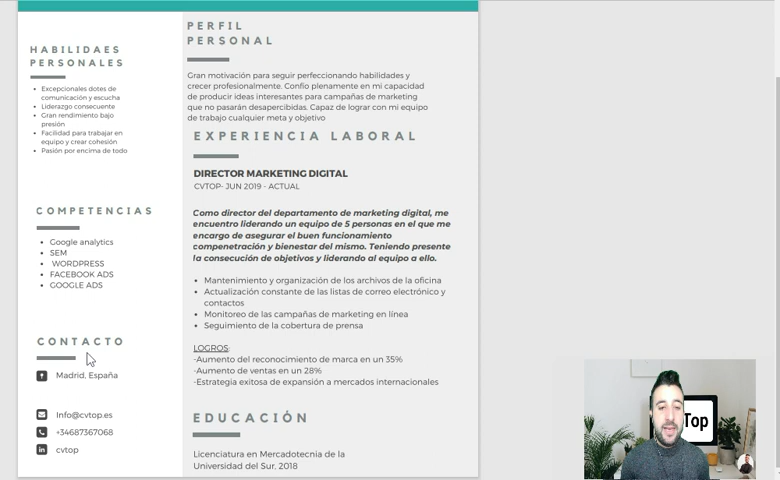 HABILIDAES
PERSONALES
Excepcionales dotes de
comunicación y escucha
Liderazgo consecuente
Gran rendimiento bajo
presión
Facilidad para trabajar en
equipo y crear cohesión
Pasión por encima de todo
COMPETENCIAS
Google analytics
SEM
WORDPRESS
FACEBOOK ADS
GOOGLE ADS
CONTACTO
Madrid, España
Info@cvtop.es
+34687367068
cvtop
PERFIL
PERSONAL
Gran motivación para seguir perfeccionando habilidades y
crecer profesionalmente. Confío plenamente en mi capacidad
de producir ideas interesantes para campañas de marketing
que no pasarán desapercibidas. Capaz de lograr con mi equipo
de trabajo cualquier meta y objetivo
EXPERIENCIA LABORAL
DIRECTOR MARKETING DIGITAL
CVTOP- JUN 2019 - ACTUAL
Como director del departamento de marketing digital, me
encuentro liderando un equipo de 5 personas en el que me
encargo de asegurar el buen funcionamiento
compenetración y bienestar del mismo. Teniendo presente
la consecución de objetivos y liderando al equipo a ello.
Mantenimiento y organización de los archivos de la oficina
Actualización constante de las listas de correo electrónico y
contactos
Monitoreo de las campañas de marketing en línea
Seguimiento de la cobertura de prensa
LOGROS:
-Aumento del reconocimiento de marca en un 35%
-Aumento de ventas en un 28%
-Estrategia exitosa de expansión a mercados internacionales
EDUCACIÓN
Licenciatura en Mercadotecnia de la
Universidad del Sur, 2018
Top